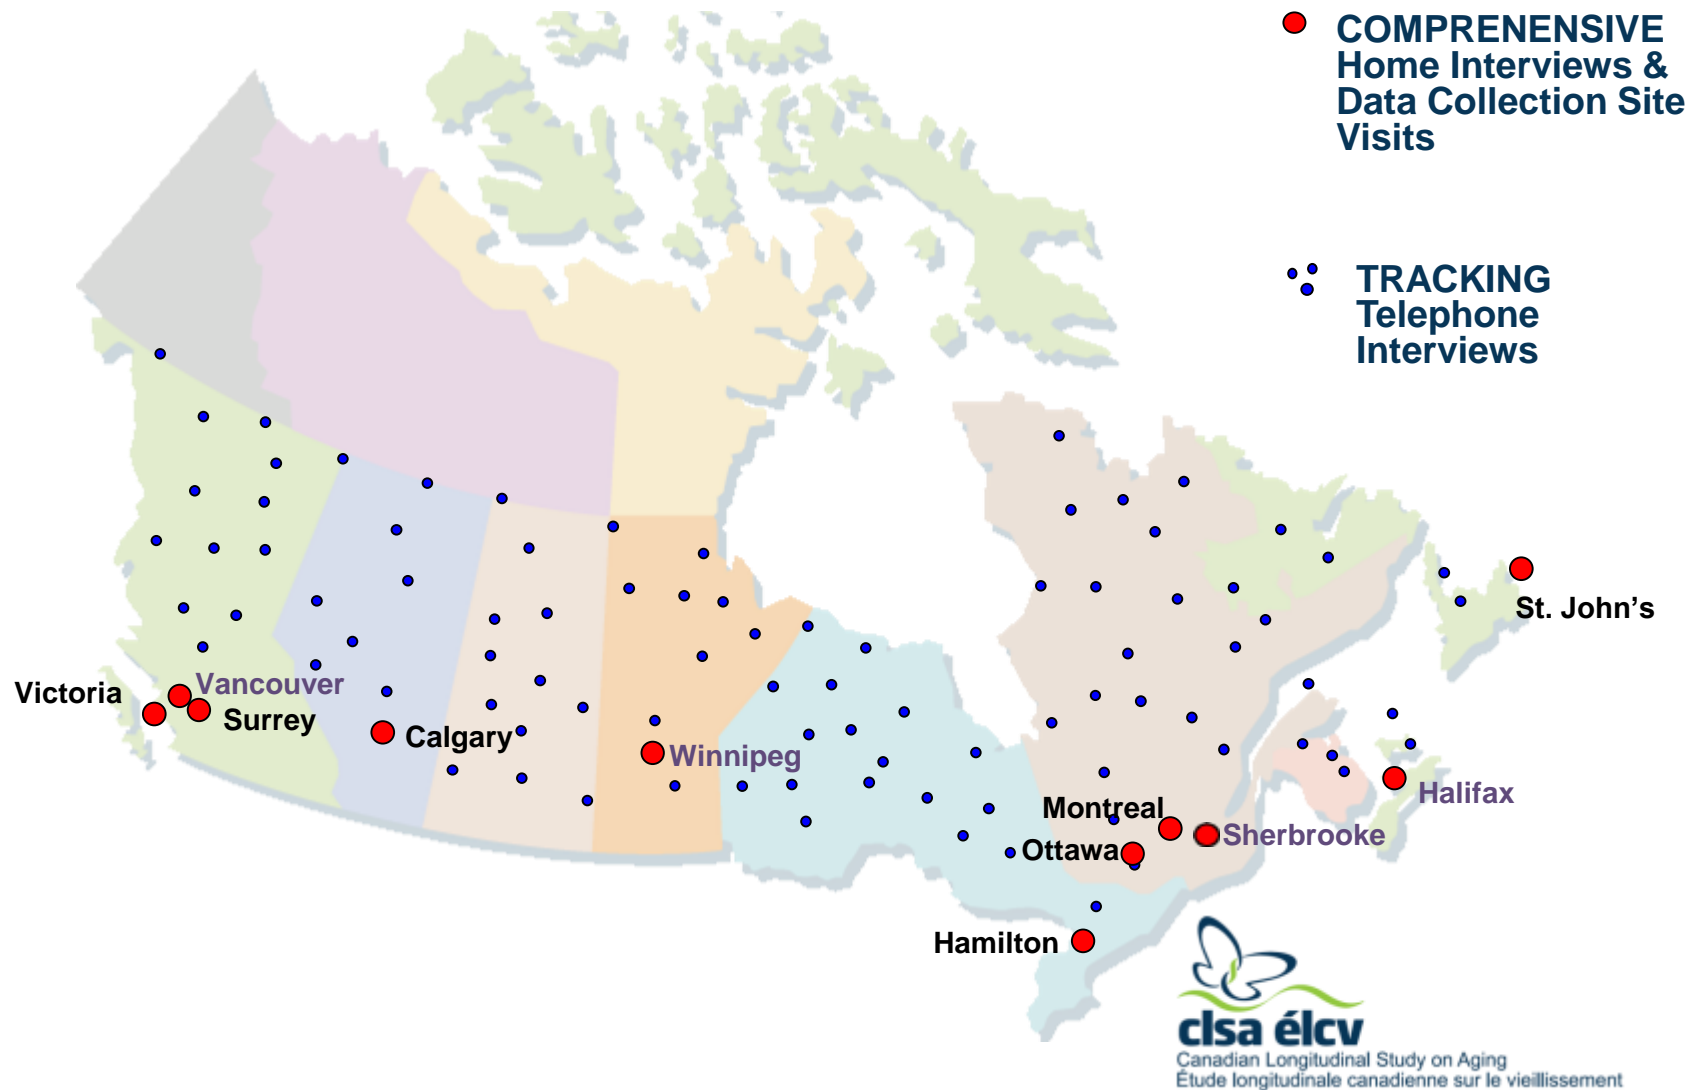 COMPRENENSIVE
Home Interviews &
Data Collection Site
Visits
TRACKING
Telephone
Interviews
St. John's
Victoria
Vancouver
Surrey
Calgary
Winnipeg
Halifax
Montreal
Sherbrooke
Ottawa
Hamilton
clsa élcv
Canadian Longitudinal Study on Aging
Étude longitudinale canadienne sur le vieillissement